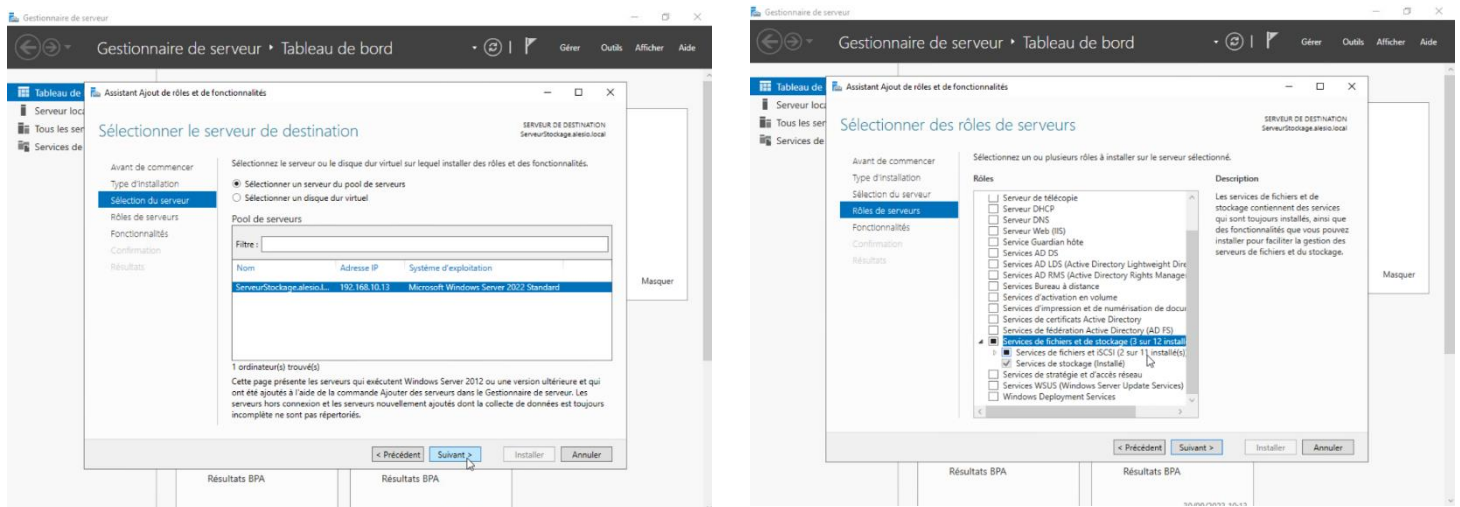 Gestionnaire de serveur
Gestionnaire de serveur ‣ Tableau de bord
Gérer Outils Afficher Aide
Tableau de
Serveur loca
Tous les ser
Services de
Assistant Ajout de rôles et de fonctionnalités
Sélectionner le serveur de destination
SERVEUR DE DESTINATION
ServeurStockage.alesio.local
Avant de commencer
Type d'installation
Sélection du serveur
Rôles de serveurs
Fonctionnalités
Confirmation
Résultats
Sélectionnez le serveur ou le disque dur virtuel sur lequel installer des rôles et des fonctionnalités.
Sélectionner un serveur du pool de serveurs
Sélectionner un disque dur virtuel
Pool de serveurs
Filtre :
Nom Adresse IP Système d'exploitation
ServeurStockage.alesio.l... 192.168.10.13 Microsoft Windows Server 2022 Standard
1 ordinateur(s) trouvé(s)
Cette page présente les serveurs qui exécutent Windows Server 2012 ou une version ultérieure et qui
ont été ajoutés à l'aide de la commande Ajouter des serveurs dans le Gestionnaire de serveur. Les
serveurs hors connexion et les serveurs nouvellement ajoutés dont la collecte de données est toujours
incomplète ne sont pas répertoriés.
< Précédent Suivant > Installer Annuler
Masquer
Résultats BPA Résultats BPA
Gestionnaire de serveur
Gestionnaire de serveur ‣ Tableau de bord
Gérer Outils Afficher Aide
Tableau de
Serveur loca
Tous les ser
Services de
Assistant Ajout de rôles et de fonctionnalités
Sélectionner des rôles de serveurs
SERVEUR DE DESTINATION
ServeurStockage.alesio.local
Avant de commencer
Type d'installation
Sélection du serveur
Rôles de serveurs
Fonctionnalités
Confirmation
Résultats
Sélectionnez un ou plusieurs rôles à installer sur le serveur sélectionné.
Rôles
Serveur de télécopie
Serveur DHCP
Serveur DNS
Serveur Web (IIS)
Service Guardian hôte
Services AD DS
Services AD LDS (Active Directory Lightweight Dire
Services AD RMS (Active Directory Rights Manage
Services Bureau à distance
Services d'activation en volume
Services d'impression et de numérisation de docu
Services de certificats Active Directory
Services de fédération Active Directory (AD FS)
Services de fichiers et de stockage (3 sur 12 install
Services de fichiers et iSCSI (2 sur 11 installé(s)
Services de stockage (Installé)
Services de stratégie et d'accès réseau
Services WSUS (Windows Server Update Services)
Windows Deployment Services
Description
Les services de fichiers et de
stockage contiennent des services
qui sont toujours installés, ainsi que
des fonctionnalités que vous pouvez
installer pour faciliter la gestion des
serveurs de fichiers et du stockage.
< Précédent Suivant > Installer Annuler
Masquer
Résultats BPA Résultats BPA